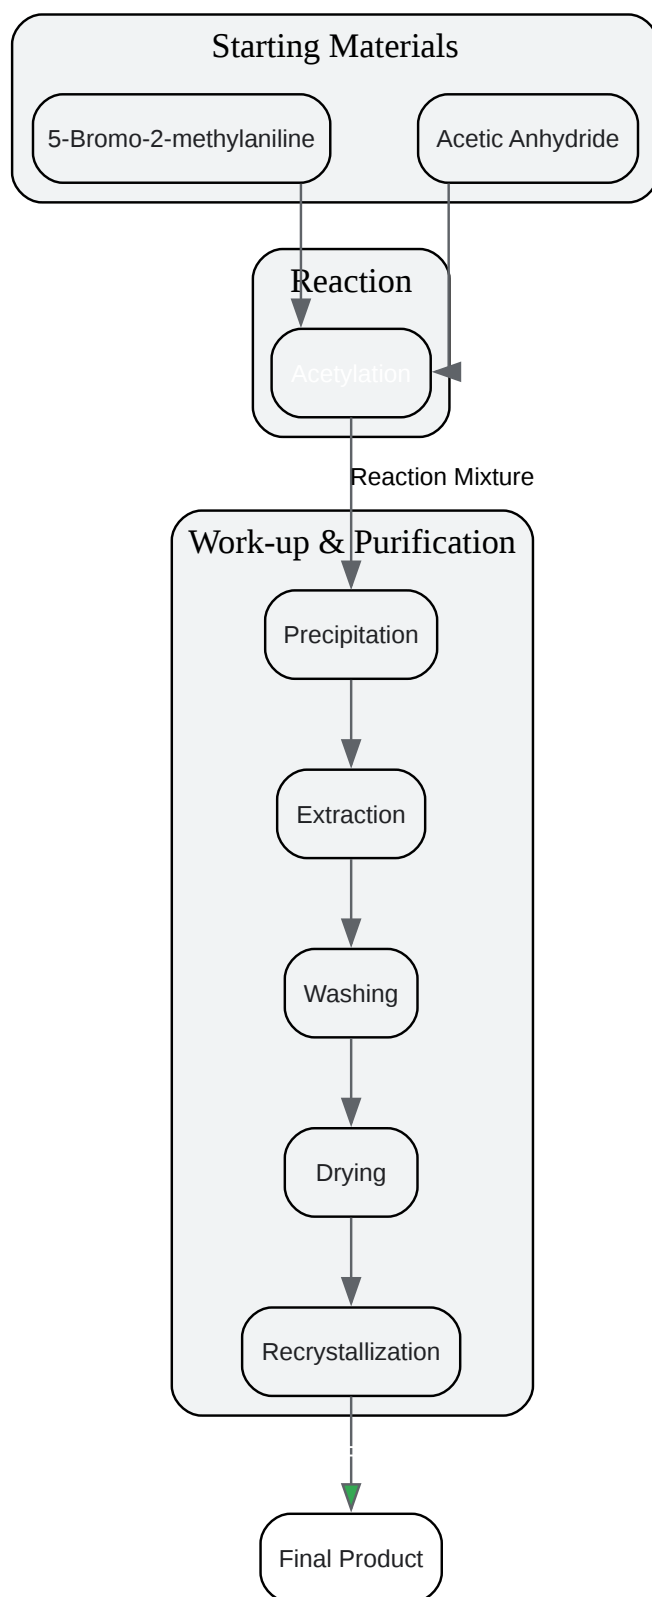 Starting Materials
5-Bromo-2-methylaniline
Acetic Anhydride
Reaction
Acetylation
Reaction Mixture
Work-up & Purification
Precipitation
Extraction
Washing
Drying
Recrystallization
Final Product